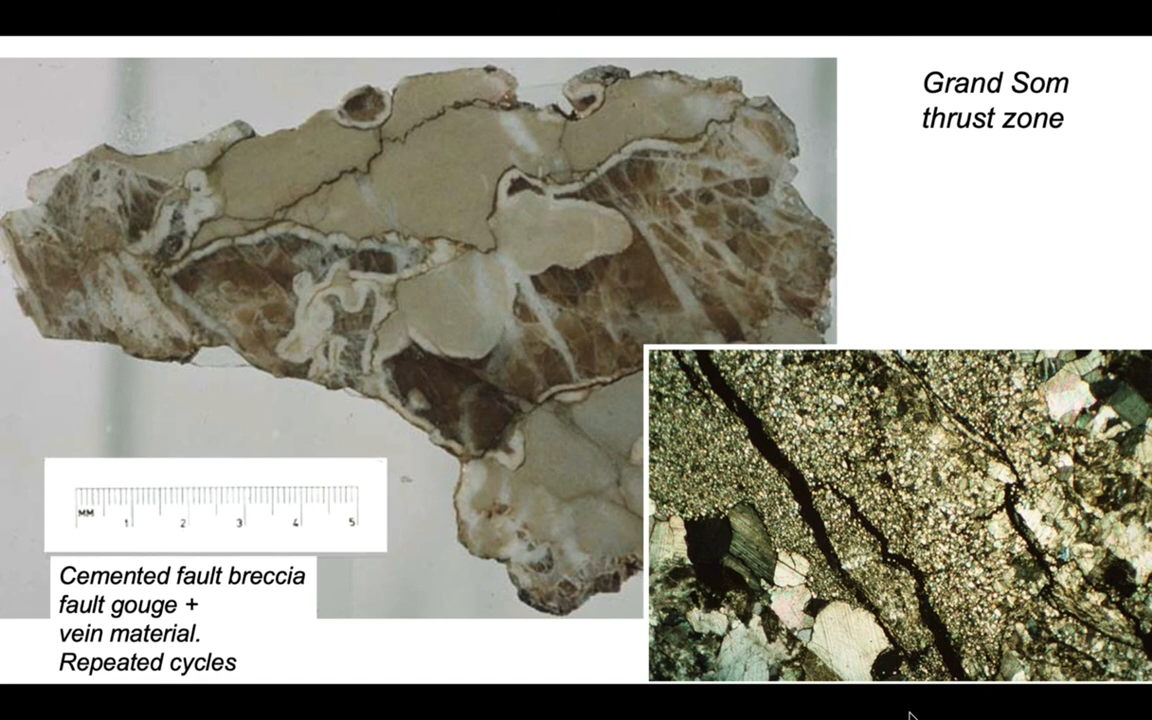 Grand Som
thrust zone
MM 1 2 3 4 5
Cemented fault breccia
fault gouge +
vein material.
Repeated cycles